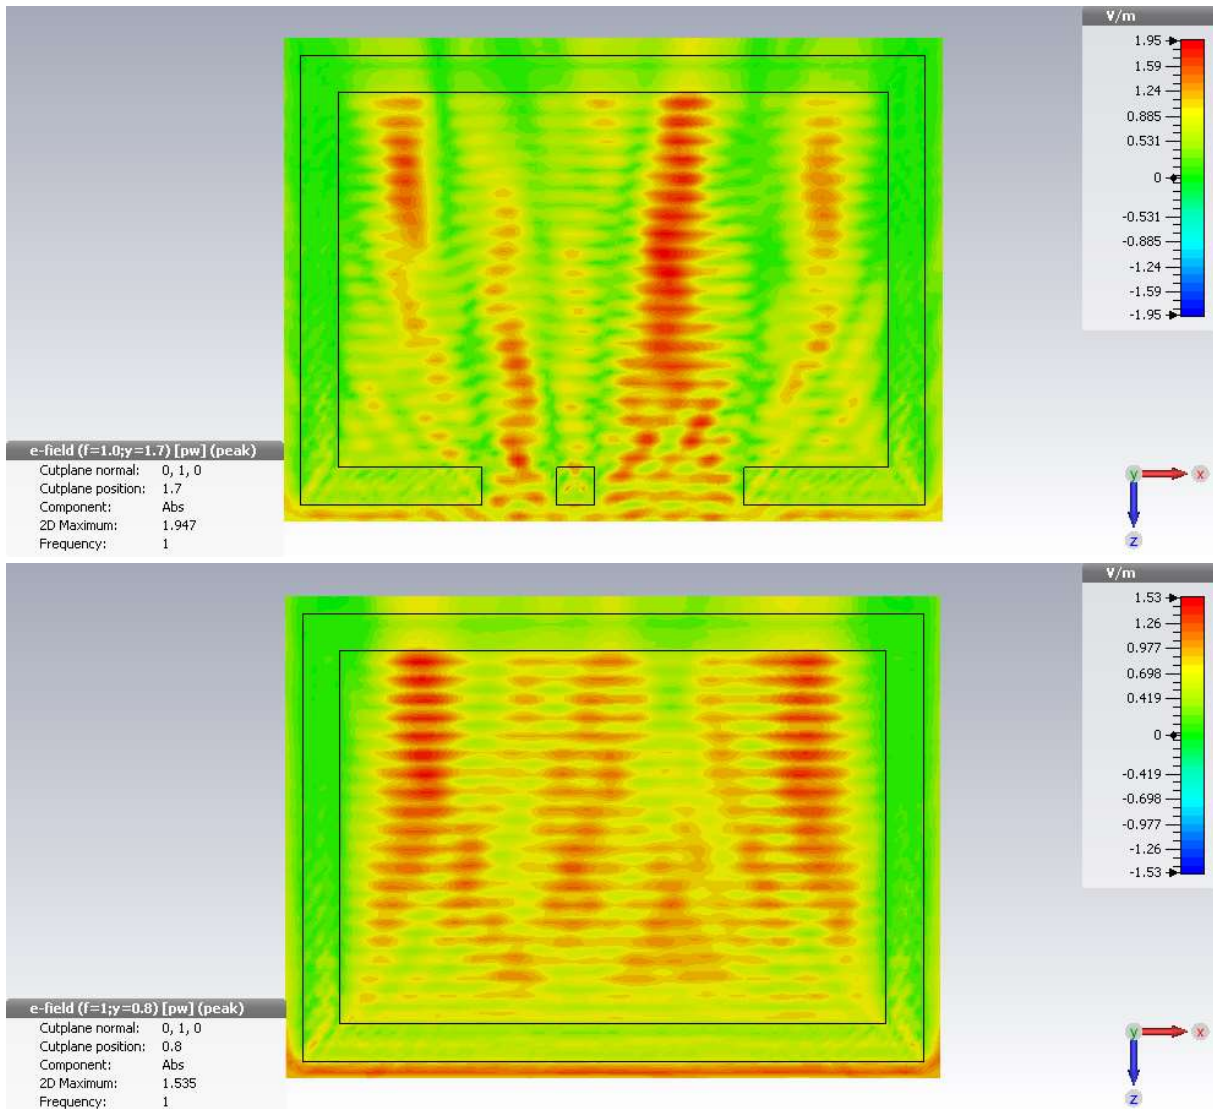 V/m
1.95
1.59
1.24
0.885
0.531
0
-0.531
-0.885
-1.24
-1.59
-1.95
e-field (f=1.0;y=1.7) [pw] (peak)
Cutplane normal: 0, 1, 0
Cutplane position: 1.7
Component: Abs
2D Maximum: 1.947
Frequency: 1
y
x
z
V/m
1.53
1.26
0.977
0.698
0.419
0
-0.419
-0.698
-0.977
-1.26
-1.53
e-field (f=1;y=0.8) [pw] (peak)
Cutplane normal: 0, 1, 0
Cutplane position: 0.8
Component: Abs
2D Maximum: 1.535
Frequency: 1
y
x
z